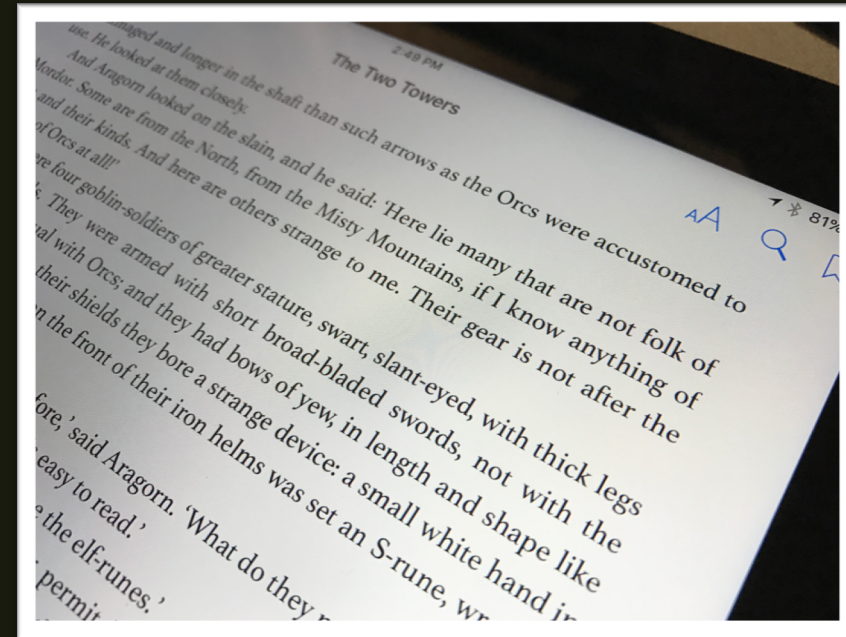 2:49 PM
The Two Towers
81%
AA
maged and longer in the shaft than such arrows as the Orcs were accustomed to
use. He looked at them closely.
And Aragorn looked on the slain, and he said: ‘Here lie many that are not folk of
Mordor. Some are from the North, from the Misty Mountains, if I know anything of
and their kinds. And here are others strange to me. Their gear is not after the
of Orcs at all!’
re four goblin-soldiers of greater stature, swart, slant-eyed, with thick legs
s. They were armed with short broad-bladed swords, not with the
ual with Orcs; and they had bows of yew, in length and shape like
their shields they bore a strange device: a small white hand in
n the front of their iron helms was set an S-rune, wr
fore,’ said Aragorn. ‘What do they
easy to read.’
e the elf-runes.’
permit